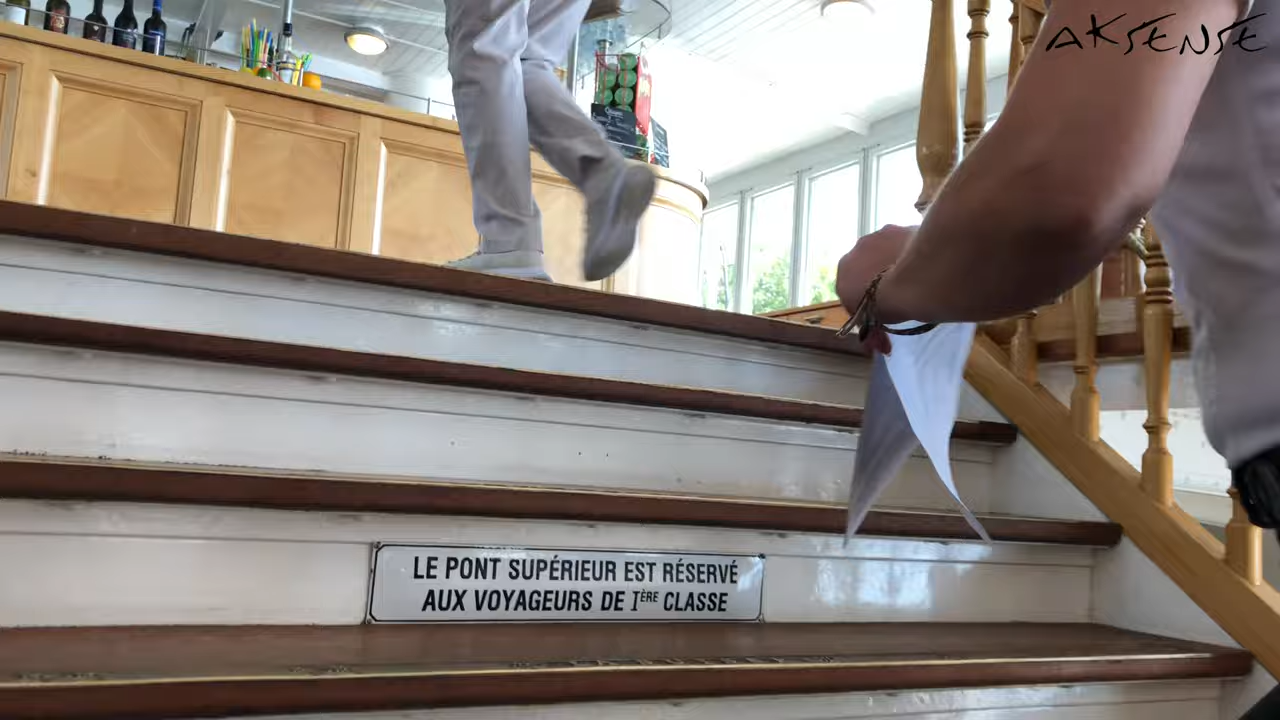 AKSENSE
LE PONT SUPÉRIEUR EST RÉSERVÉ
AUX VOYAGEURS DE IÈRE CLASSE